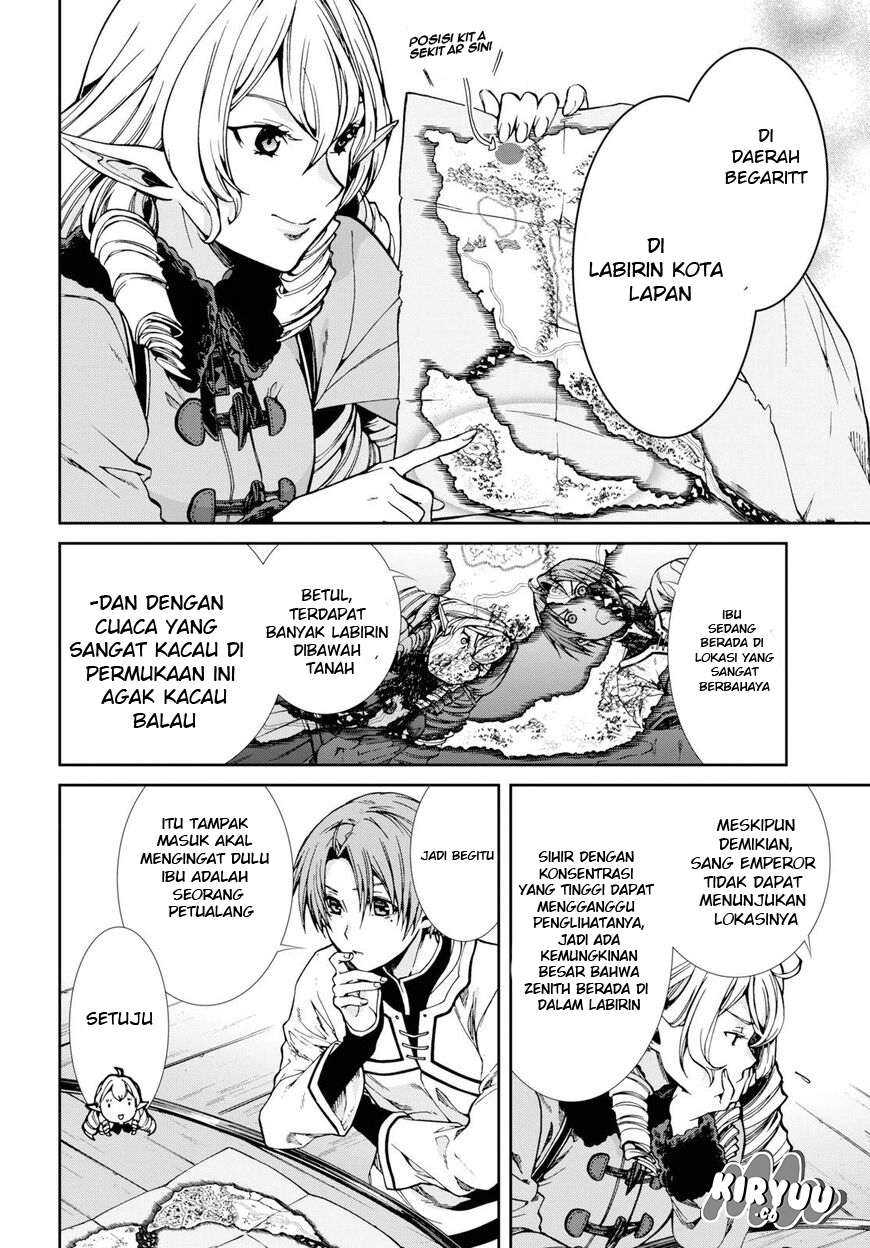 DI
DAERAH
BEGARITT
DI
LABIRIN KOTA
LAPAN
POSISI KITA
SEKITAR SINI
IBU
SEDANG
BERADA DI
LOKASI YANG
SANGAT
BERBAHAYA
BETUL,
TERDAPAT
BANYAK LABIRIN
DIBAWAH
TANAH
-DAN DENGAN
CUACA YANG
SANGAT KACAU DI
PERMUKAAN INI
AGAK KACAU
BALAU
MESKIPUN
DEMIKIAN,
SANG EMPEROR
TIDAK DAPAT
MENUNJUKAN
LOKASINYA
SIHIR DENGAN
KONSENTRASI
YANG TINGGI DAPAT
MENGGANGGU
PENGLIHATANYA,
JADI ADA
KEMUNGKINAN
BESAR BAHWA
ZENITH BERADA DI
DALAM LABIRIN
JADI BEGITU
ITU TAMPAK
MASUK AKAL
MENGINGAT DULU
IBU ADALAH
SEORANG
PETUALANG
SETUJU
KIRYUU
.CO